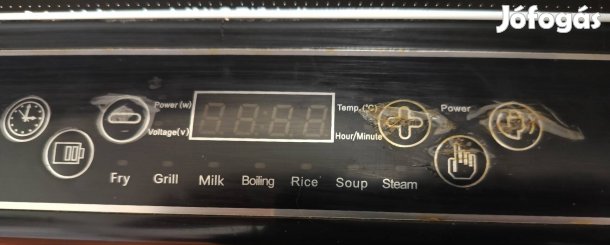 Jófogás
Power(w) Temp.(°C) Power
Voltage(v) Hour/Minute
Fry Grill Milk Boiling Rice Soup Steam